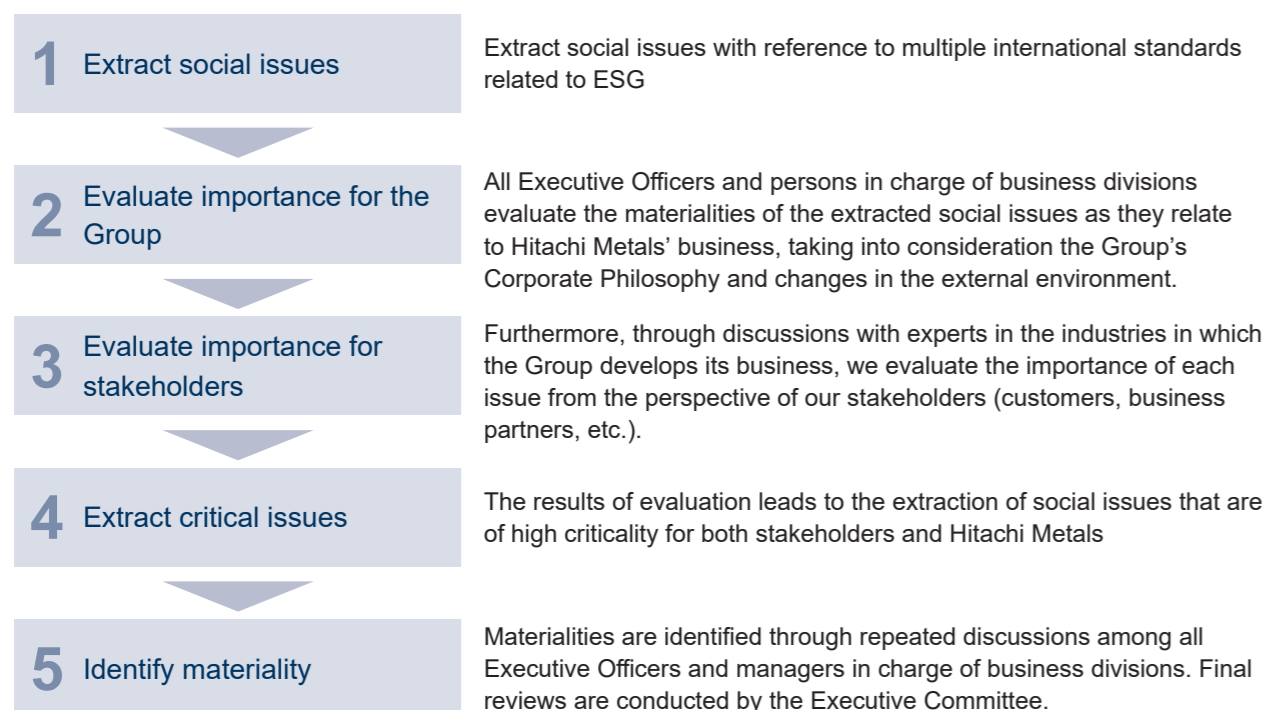 1 Extract social issues
Extract social issues with reference to multiple international standards
related to ESG
2 Evaluate importance for the
Group
All Executive Officers and persons in charge of business divisions
evaluate the materialities of the extracted social issues as they relate
to Hitachi Metals’ business, taking into consideration the Group’s
Corporate Philosophy and changes in the external environment.
3 Evaluate importance for
stakeholders
Furthermore, through discussions with experts in the industries in which
the Group develops its business, we evaluate the importance of each
issue from the perspective of our stakeholders (customers, business
partners, etc.).
4 Extract critical issues
The results of evaluation leads to the extraction of social issues that are
of high criticality for both stakeholders and Hitachi Metals
5 Identify materiality
Materialities are identified through repeated discussions among all
Executive Officers and managers in charge of business divisions. Final
reviews are conducted by the Executive Committee.